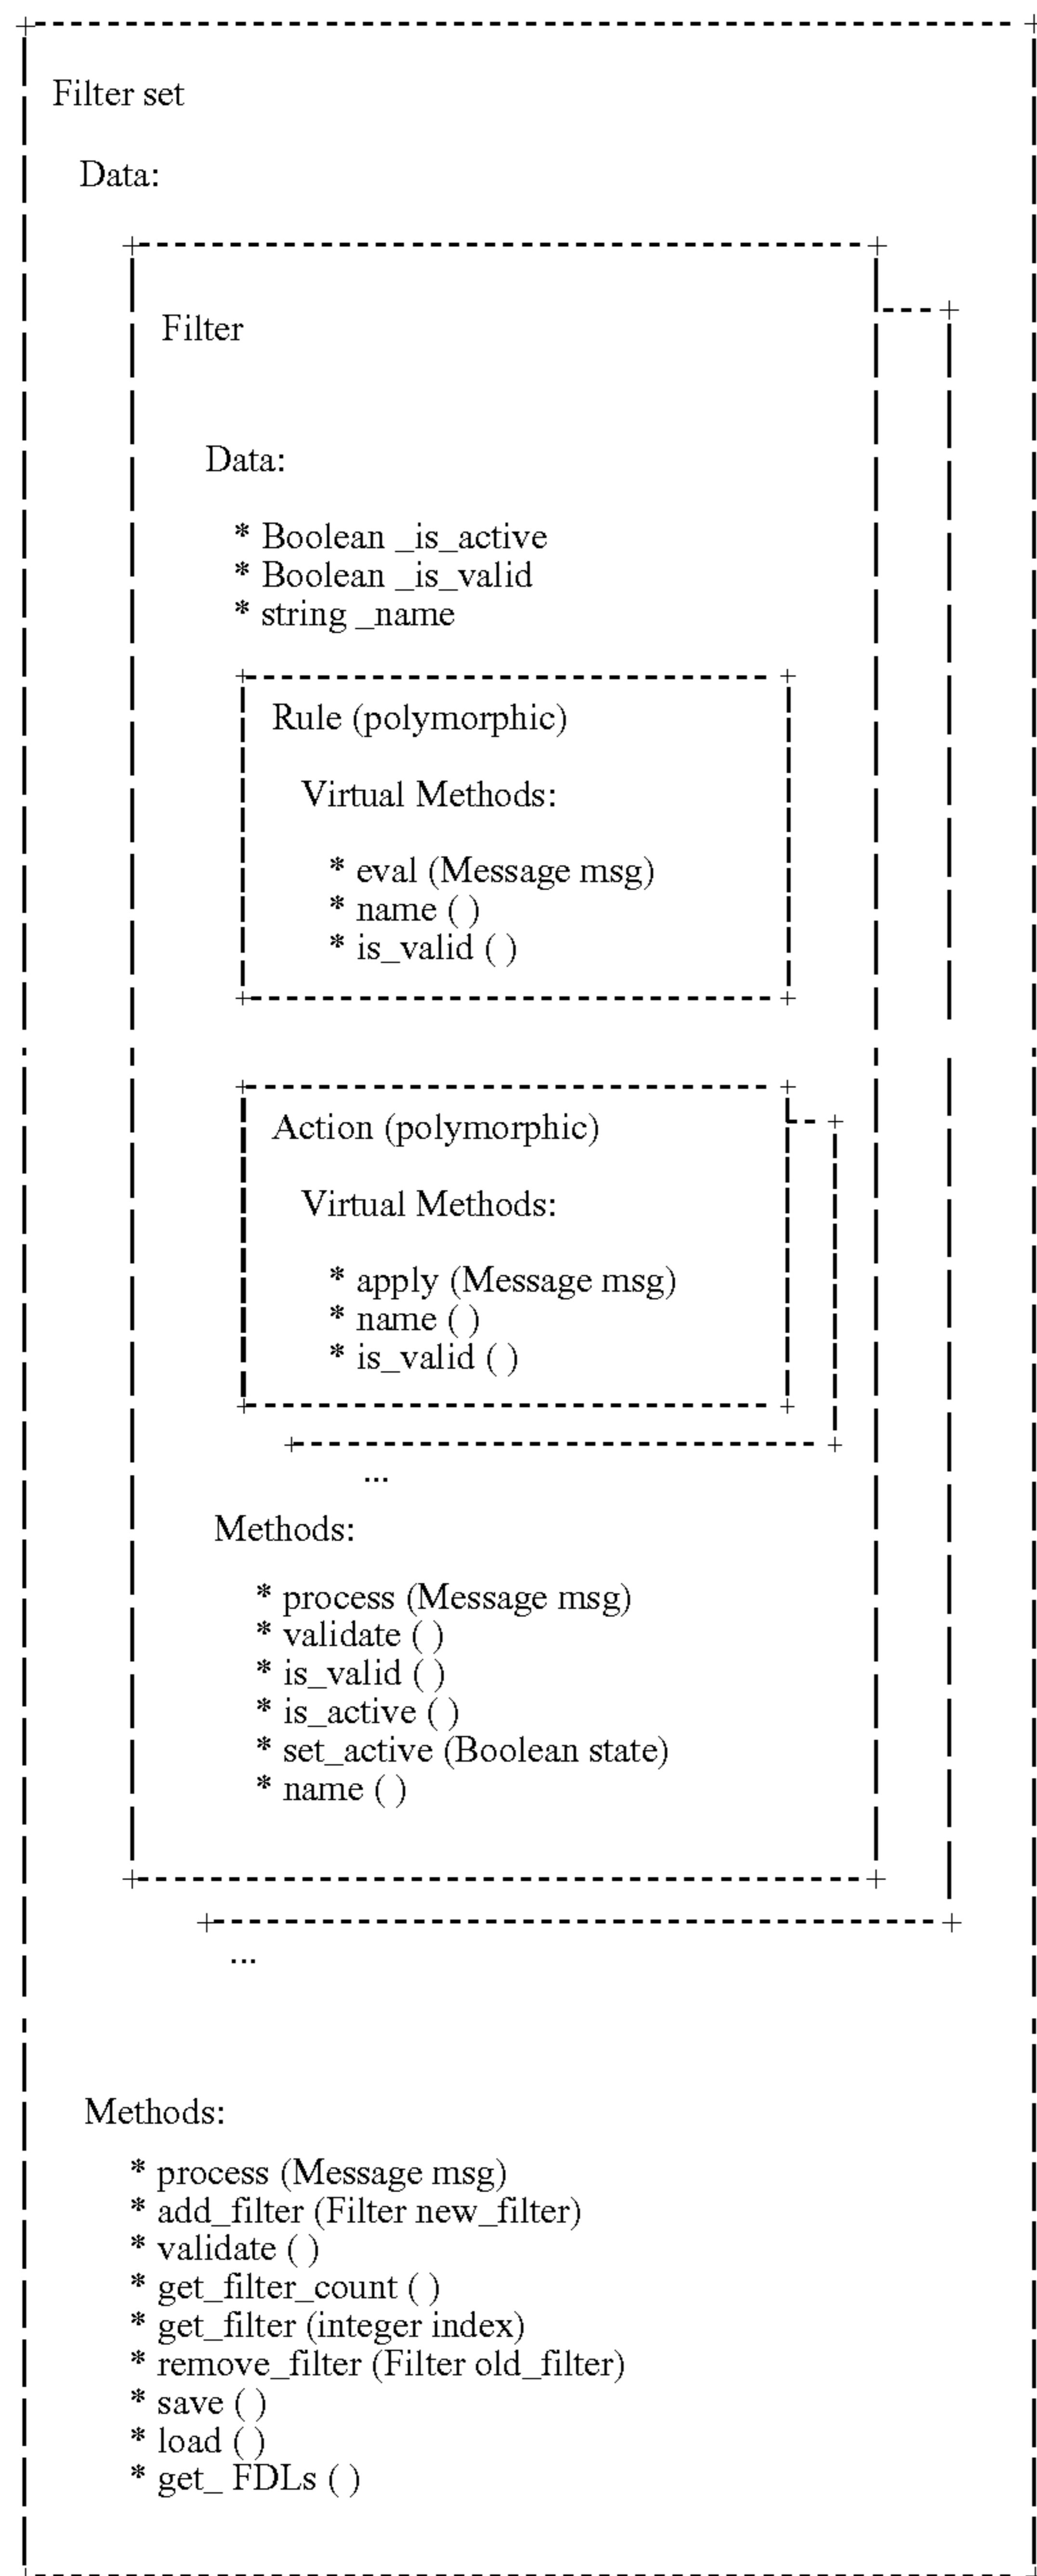 Filter set
Data:
Filter
Data:
* Boolean _is_active
* Boolean _is_valid
* string _name
Rule (polymorphic)
Virtual Methods:
* eval (Message msg)
* name ( )
* is_valid ( )
Action (polymorphic)
Virtual Methods:
* apply (Message msg)
* name ( )
* is_valid ( )
...
Methods:
* process (Message msg)
* validate ( )
* is_valid ( )
* is_active ( )
* set_active (Boolean state)
* name ( )
...
Methods:
* process (Message msg)
* add_filter (Filter new_filter)
* validate ( )
* get_filter_count ( )
* get_filter (integer index)
* remove_filter (Filter old_filter)
* save ( )
* load ( )
* get_ FDLs ( )